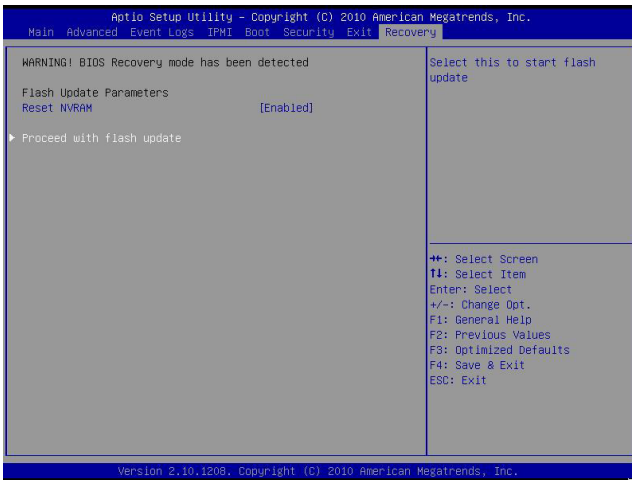 Aptio Setup Utility – Copyright (C) 2010 American Megatrends, Inc.
Main Advanced Event Logs IPMI Boot Security Exit Recovery
WARNING! BIOS Recovery mode has been detected
Flash Update Parameters
Reset NVRAM [Enabled]
Proceed with flash update
Select this to start flash
update
→←: Select Screen
↑↓: Select Item
Enter: Select
+/-: Change Opt.
F1: General Help
F2: Previous Values
F3: Optimized Defaults
F4: Save & Exit
ESC: Exit
Version 2.10.1208. Copyright (C) 2010 American Megatrends, Inc.